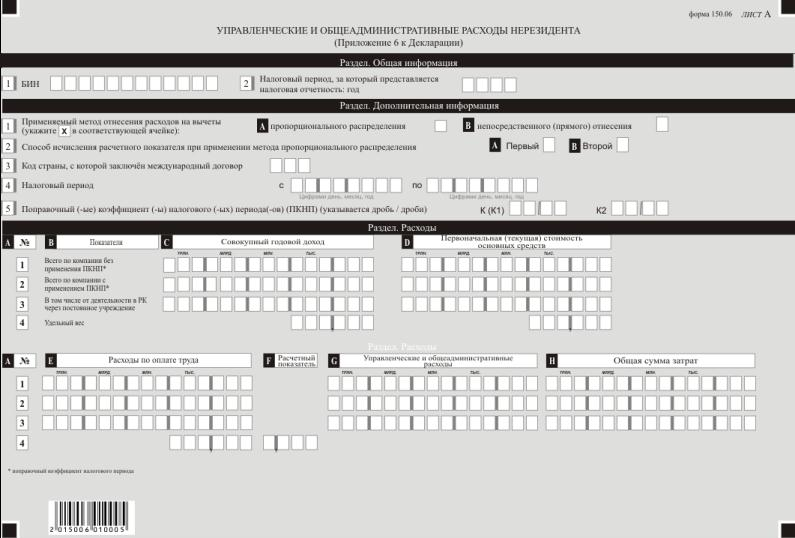 форма 150.06 ЛИСТ А
УПРАВЛЕНЧЕСКИЕ И ОБЩЕАДМИНИСТРАТИВНЫЕ РАСХОДЫ НЕРЕЗИДЕНТА
(Приложение 6 к Декларации)
Раздел. Общая информация
1 БИН
2 Налоговый период, за который представляется
налоговая отчетность: год
Раздел. Дополнительная информация
1 Применяемый метод отнесения расходов на вычеты
(укажите X в соответствующей ячейке):
A пропорционального распределения
B непосредственного (прямого) отнесения
2 Способ исчисления расчетного показателя при применении метода пропорционального распределения
A Первый B Второй
3 Код страны, с которой заключён международный договор
4 Налоговый период с по
Цифрами день, месяц, год Цифрами день, месяц, год
5 Поправочный (-ые) коэффициент (-ы) налогового (-ых) периода(-ов) (ПКНП) (указывается дробь / дроби) К (К1) / К2 /
Раздел. Расходы
A № B Показатели C Совокупный годовой доход D Первоначальная (текущая) стоимость
основных средств
ТРЛН. МЛРД МЛН. ТЫС. ТРЛН. МЛРД МЛН. ТЫС.
1 Всего по компании без
применения ПКНП*
2 Всего по компании с
применением ПКНП*
3 В том числе от деятельности в РК
через постоянное учреждение
4 Удельный вес
Раздел. Расходы
A № E Расходы по оплате труда F Расчетный
показатель
G Управленческие и общеадминистративные
расходы
H Общая сумма затрат
ТРЛН. МЛРД МЛН. ТЫС. ТРЛН. МЛРД МЛН. ТЫС. ТРЛН. МЛРД МЛН. ТЫС.
1
2
3
4
* поправочный коэффициент налогового периода
2 015006 010005